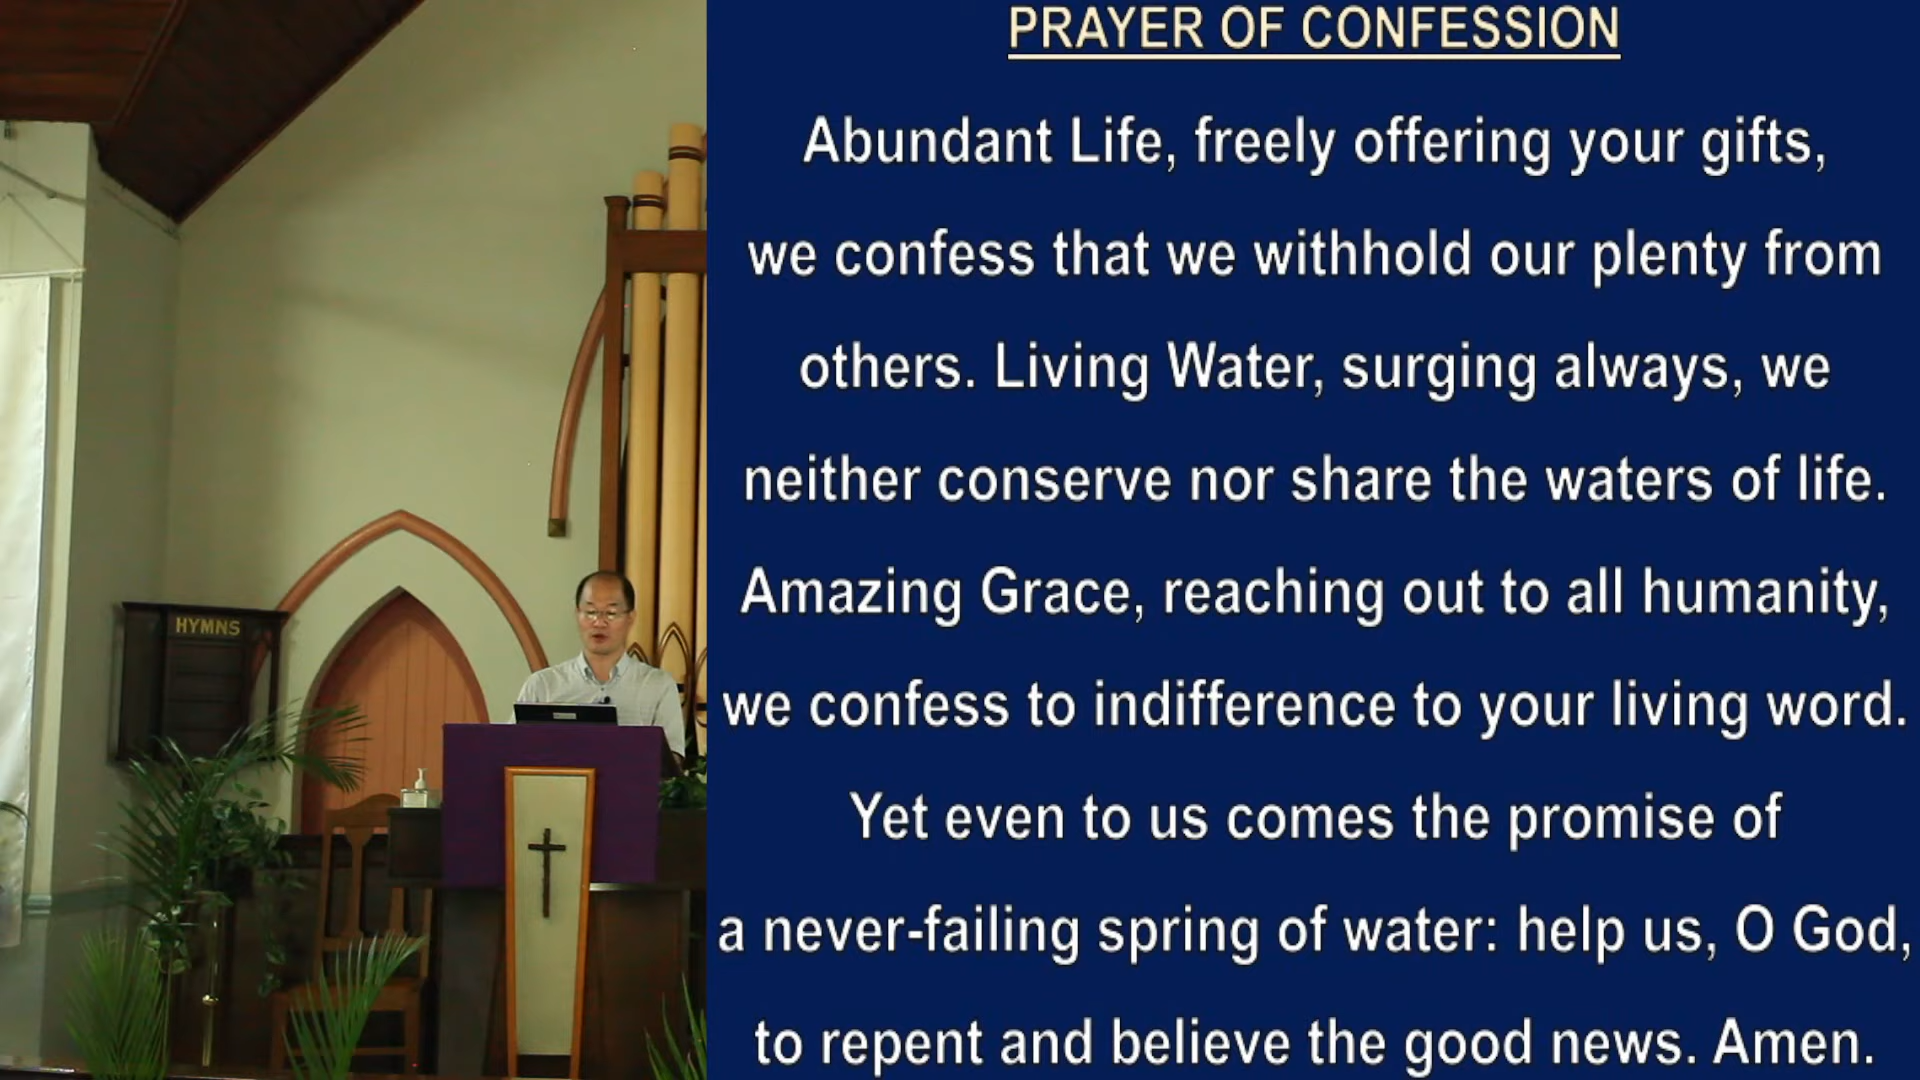 HYMNS
PRAYER OF CONFESSION
Abundant Life, freely offering your gifts,
we confess that we withhold our plenty from
others. Living Water, surging always, we
neither conserve nor share the waters of life.
Amazing Grace, reaching out to all humanity,
we confess to indifference to your living word.
Yet even to us comes the promise of
a never-failing spring of water: help us, O God,
to repent and believe the good news. Amen.